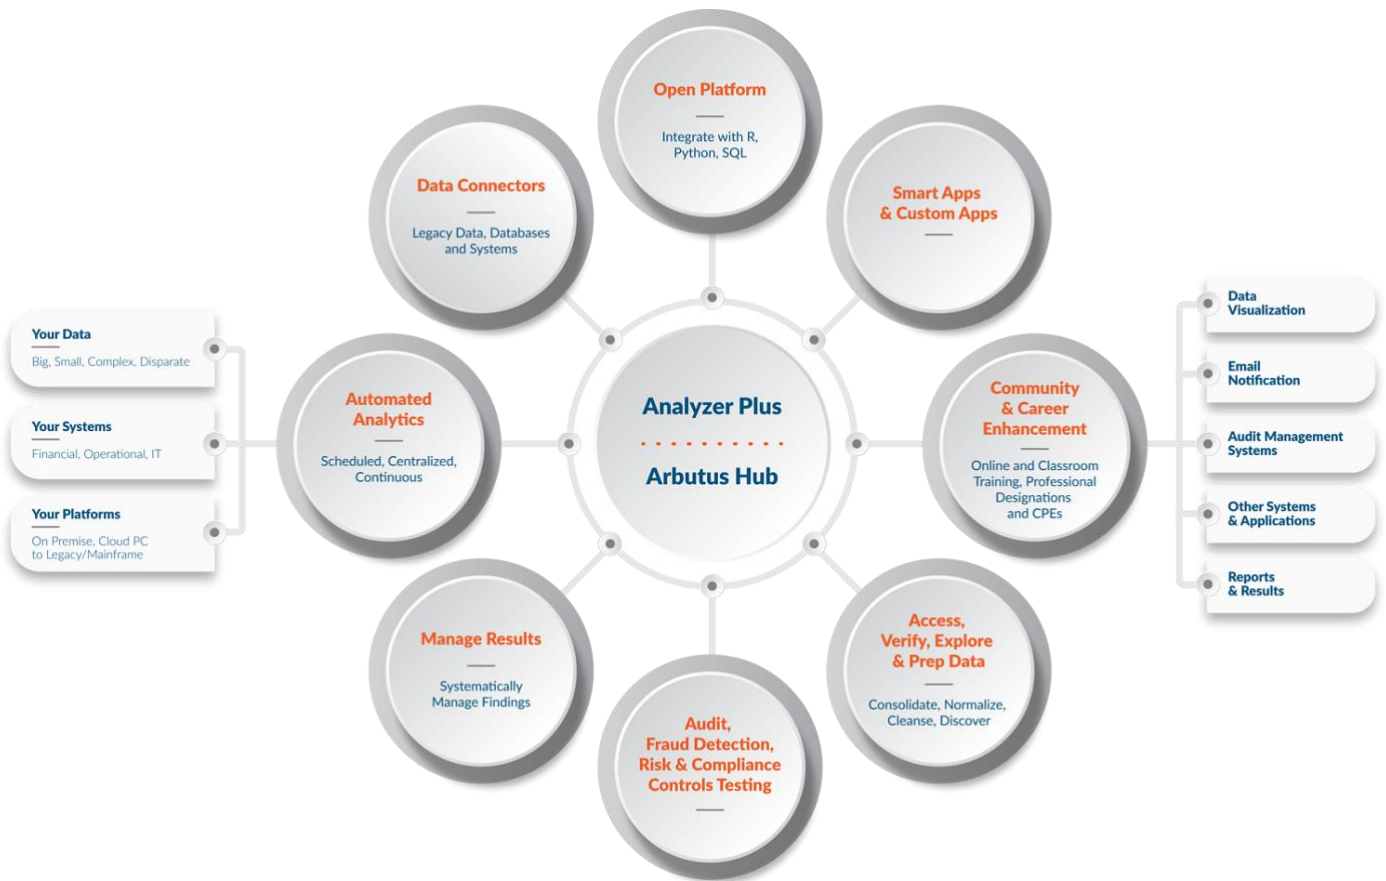 Open Platform
Integrate with R,
Python, SQL
Data Connectors
Legacy Data, Databases
and Systems
Smart Apps
& Custom Apps
Your Data
Big, Small, Complex, Disparate
Your Systems
Financial, Operational, IT
Your Platforms
On Premise, Cloud PC
to Legacy/Mainframe
Automated
Analytics
Scheduled, Centralized,
Continuous
Analyzer Plus
Arbutus Hub
Community
& Career
Enhancement
Online and Classroom
Training, Professional
Designations
and CPEs
Data
Visualization
Email
Notification
Audit Management
Systems
Other Systems
& Applications
Reports
& Results
Manage Results
Systematically
Manage Findings
Audit,
Fraud Detection,
Risk & Compliance
Controls Testing
Access,
Verify, Explore
& Prep Data
Consolidate, Normalize,
Cleanse, Discover